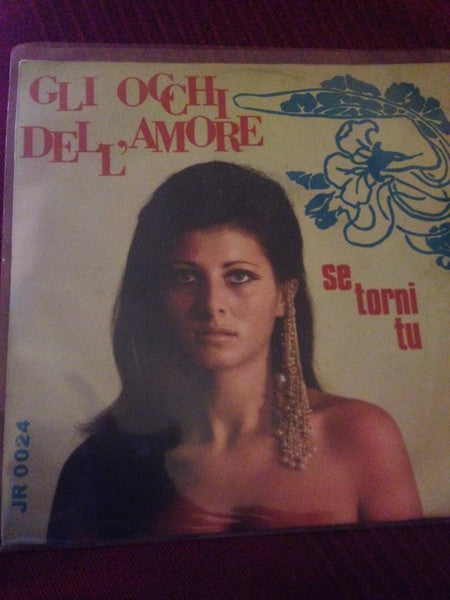 GLI OCCHI
DELL'AMORE
se
torni
tu
JR 0024